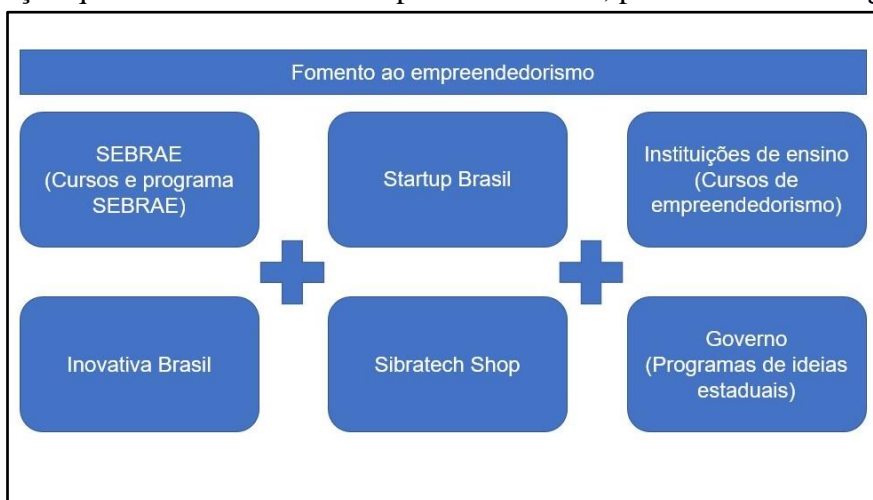 Fomento ao empreendedorismo
SEBRAE
(Cursos e programa
SEBRAE)
Startup Brasil
Instituições de ensino
(Cursos de
empreendedorismo)
Inovativa Brasil
Sibratech Shop
Governo
(Programas de ideias
estaduais)